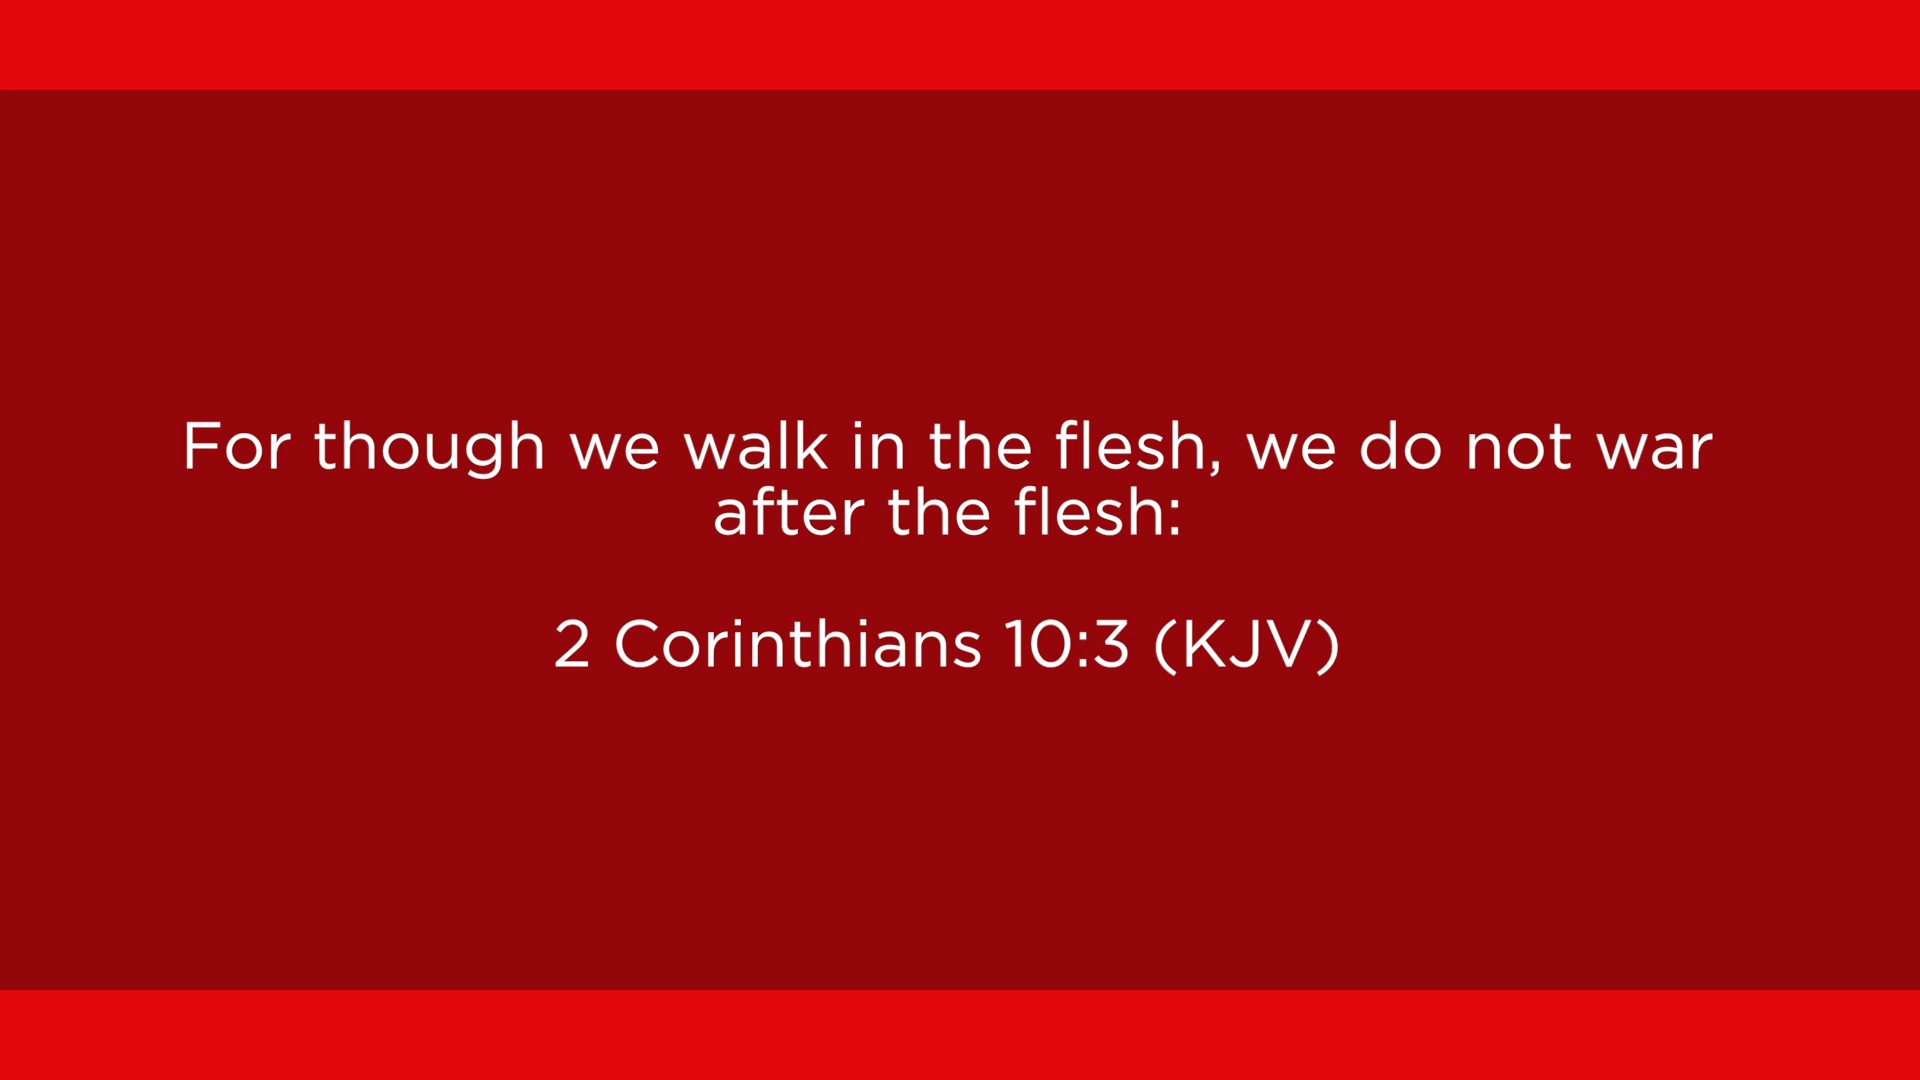 For though we walk in the flesh, we do not war
after the flesh:
2 Corinthians 10:3 (KJV)